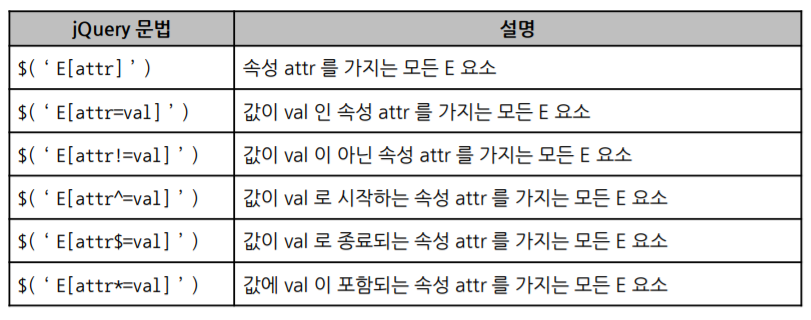 jQuery 문법 설명
$( ‘ E[attr] ’ ) 속성 attr 를 가지는 모든 E 요소
$( ‘ E[attr=val] ’ ) 값이 val 인 속성 attr 를 가지는 모든 E 요소
$( ‘ E[attr!=val] ’ ) 값이 val 이 아닌 속성 attr 를 가지는 모든 E 요소
$( ‘ E[attr^=val] ’ ) 값이 val 로 시작하는 속성 attr 를 가지는 모든 E 요소
$( ‘ E[attr$=val] ’ ) 값이 val 로 종료되는 속성 attr 를 가지는 모든 E 요소
$( ‘ E[attr*=val] ’ ) 값에 val 이 포함되는 속성 attr 를 가지는 모든 E 요소